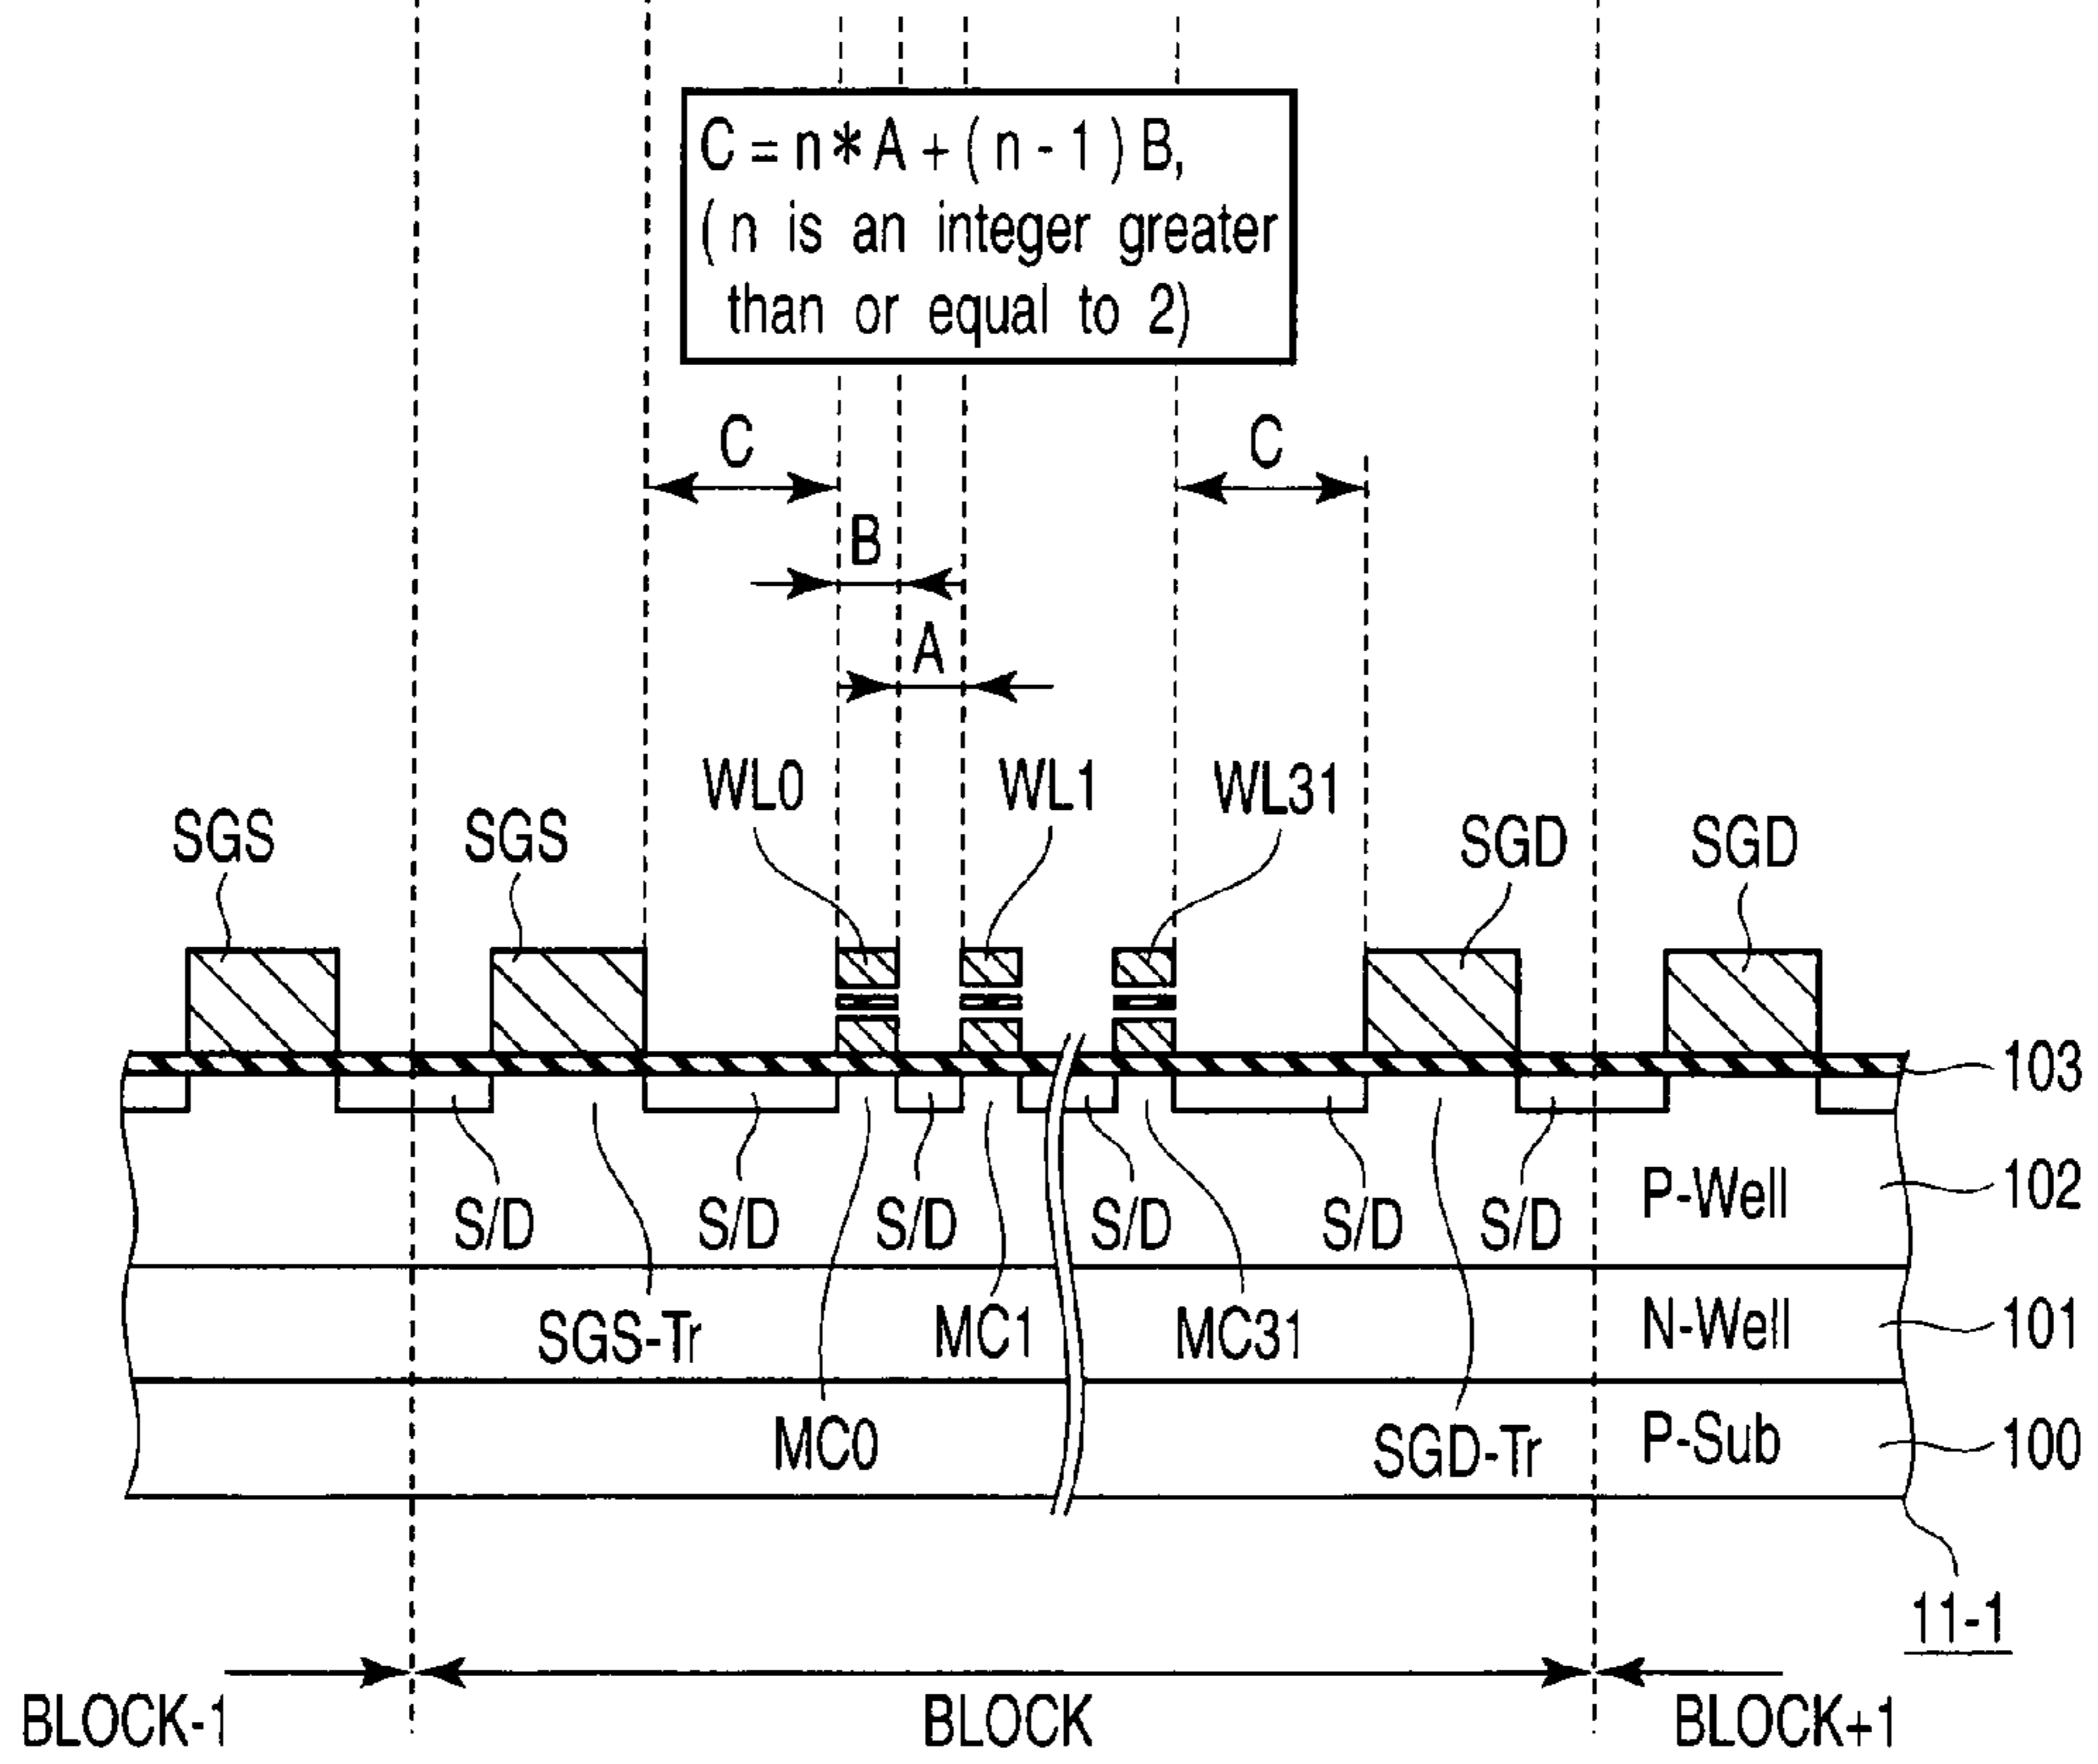 C = n * A + ( n - 1 ) B,
( n is an integer greater
than or equal to 2)
C C
B
A
WL0 WL1 WL31
SGS SGS SGD SGD
103
P-Well 102
S/D S/D S/D S/D S/D S/D
SGS-Tr MC1 MC31 N-Well 101
MC0 SGD-Tr P-Sub 100
11-1
BLOCK-1 BLOCK BLOCK+1